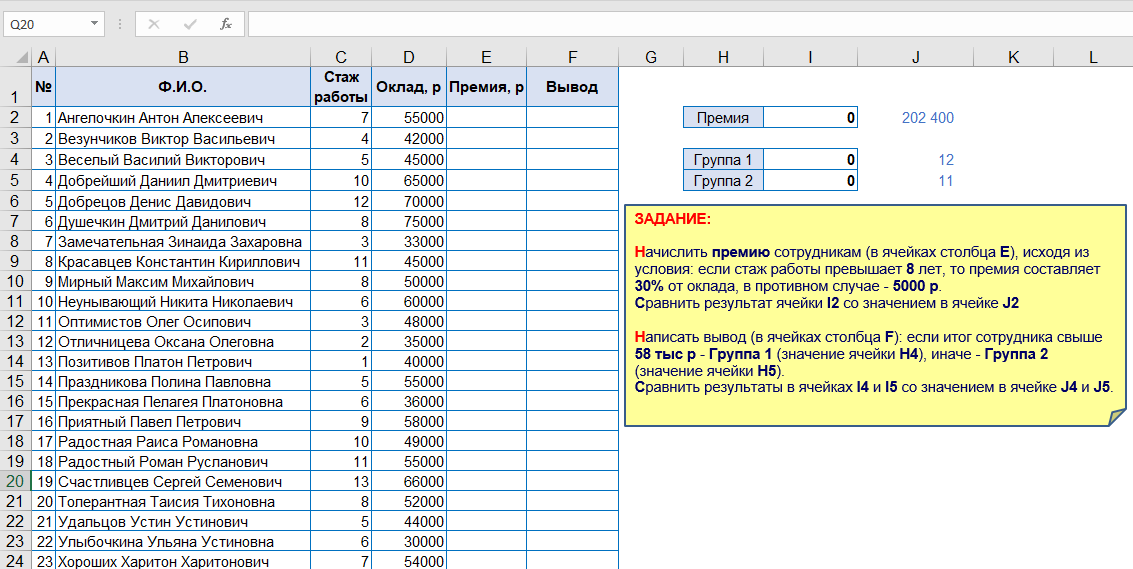 Q20 fx
A B C D E F G H I J K L
1 № Ф.И.О. Стаж работы Оклад, р Премия, р Вывод
2 1 Ангелочкин Антон Алексеевич 7 55000 Премия 0 202 400
3 2 Везунчиков Виктор Васильевич 4 42000
4 3 Веселый Василий Викторович 5 45000 Группа 1 0 12
5 4 Добрейший Даниил Дмитриевич 10 65000 Группа 2 0 11
6 5 Добрецов Денис Давидович 12 70000
7 6 Душечкин Дмитрий Данилович 8 75000
8 7 Замечательная Зинаида Захаровна 3 33000
9 8 Красавцев Константин Кириллович 11 45000
10 9 Мирный Максим Михайлович 8 50000
11 10 Неунывающий Никита Николаевич 6 60000
12 11 Оптимистов Олег Осипович 3 48000
13 12 Отличницева Оксана Олеговна 2 35000
14 13 Позитивов Платон Петрович 1 40000
15 14 Праздникова Полина Павловна 5 55000
16 15 Прекрасная Пелагея Платоновна 6 36000
17 16 Приятный Павел Петрович 9 58000
18 17 Радостная Раиса Романовна 10 49000
19 18 Радостный Роман Русланович 11 55000
20 19 Счастливцев Сергей Семенович 13 66000
21 20 Толерантная Таисия Тихоновна 8 52000
22 21 Удальцов Устин Устинович 5 44000
23 22 Улыбочкина Ульяна Устиновна 6 30000
24 23 Хороших Харитон Харитонович 7 54000
ЗАДАНИЕ:
Начислить премию сотрудникам (в ячейках столбца E), исходя из
условия: если стаж работы превышает 8 лет, то премия составляет
30% от оклада, в противном случае - 5000 р.
Сравнить результат ячейки I2 со значением в ячейке J2
Написать вывод (в ячейках столбца F): если итог сотрудника свыше
58 тыс р - Группа 1 (значение ячейки H4), иначе - Группа 2
(значение ячейки H5).
Сравнить результаты в ячейках I4 и I5 со значением в ячейке J4 и J5.